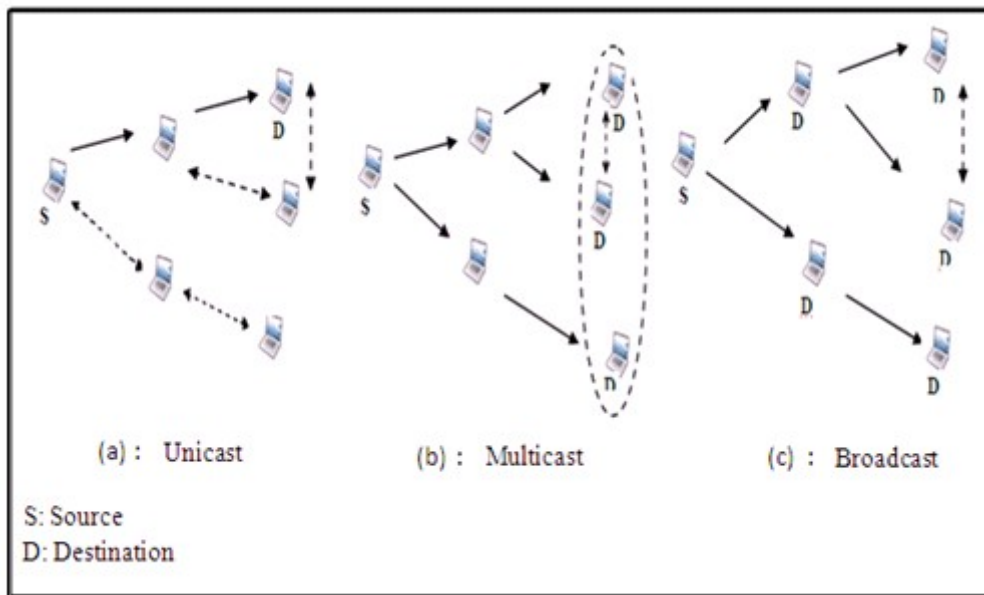 D
S
(a) : Unicast
D
D
D
S
(b) : Multicast
D
D
D
D
D
S
(c) : Broadcast
S: Source
D: Destination